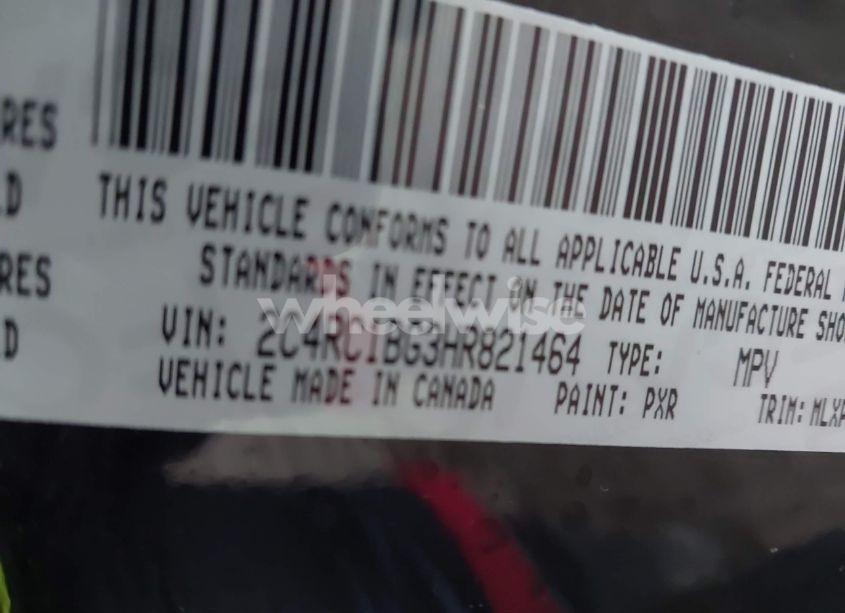 RES
D
RES
D
THIS VEHICLE CONFORMS TO ALL APPLICABLE U.S.A. FEDERAL
STANDARDS IN EFFECT ON THE DATE OF MANUFACTURE SHO
VIN: 2C4RC1BG3HR821464 TYPE: MPV
VEHICLE MADE IN CANADA PAINT: PXR TRIM: MLX
wheelwise